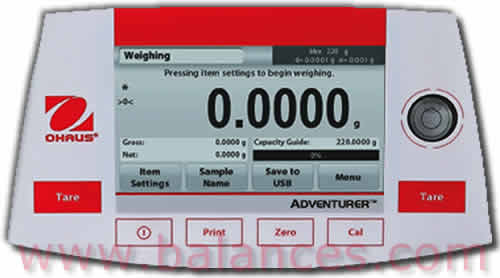 Weighing
Max 220 g
d= 0.0001 g
Pressing item settings to begin weighing.
*
>0<
0.0000 g
Gross: 0.0000 g
Capacity Guide: 220.0000 g
Net: 0.0000 g
0%
Item Settings
Sample Name
Save to USB
Menu
OHAUS®
Tare
Tare
ADVENTURER™
Print
Zero
Cal
www.balances.com